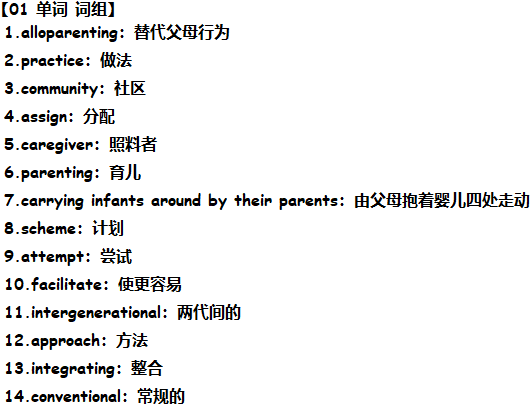 【01 单词 词组】
1.alloparenting: 替代父母行为
2.practice: 做法
3.community: 社区
4.assign: 分配
5.caregiver: 照料者
6.parenting: 育儿
7.carrying infants around by their parents: 由父母抱着婴儿四处走动
8.scheme: 计划
9.attempt: 尝试
10.facilitate: 使更容易
11.intergenerational: 两代间的
12.approach: 方法
13.integrating: 整合
14.conventional: 常规的